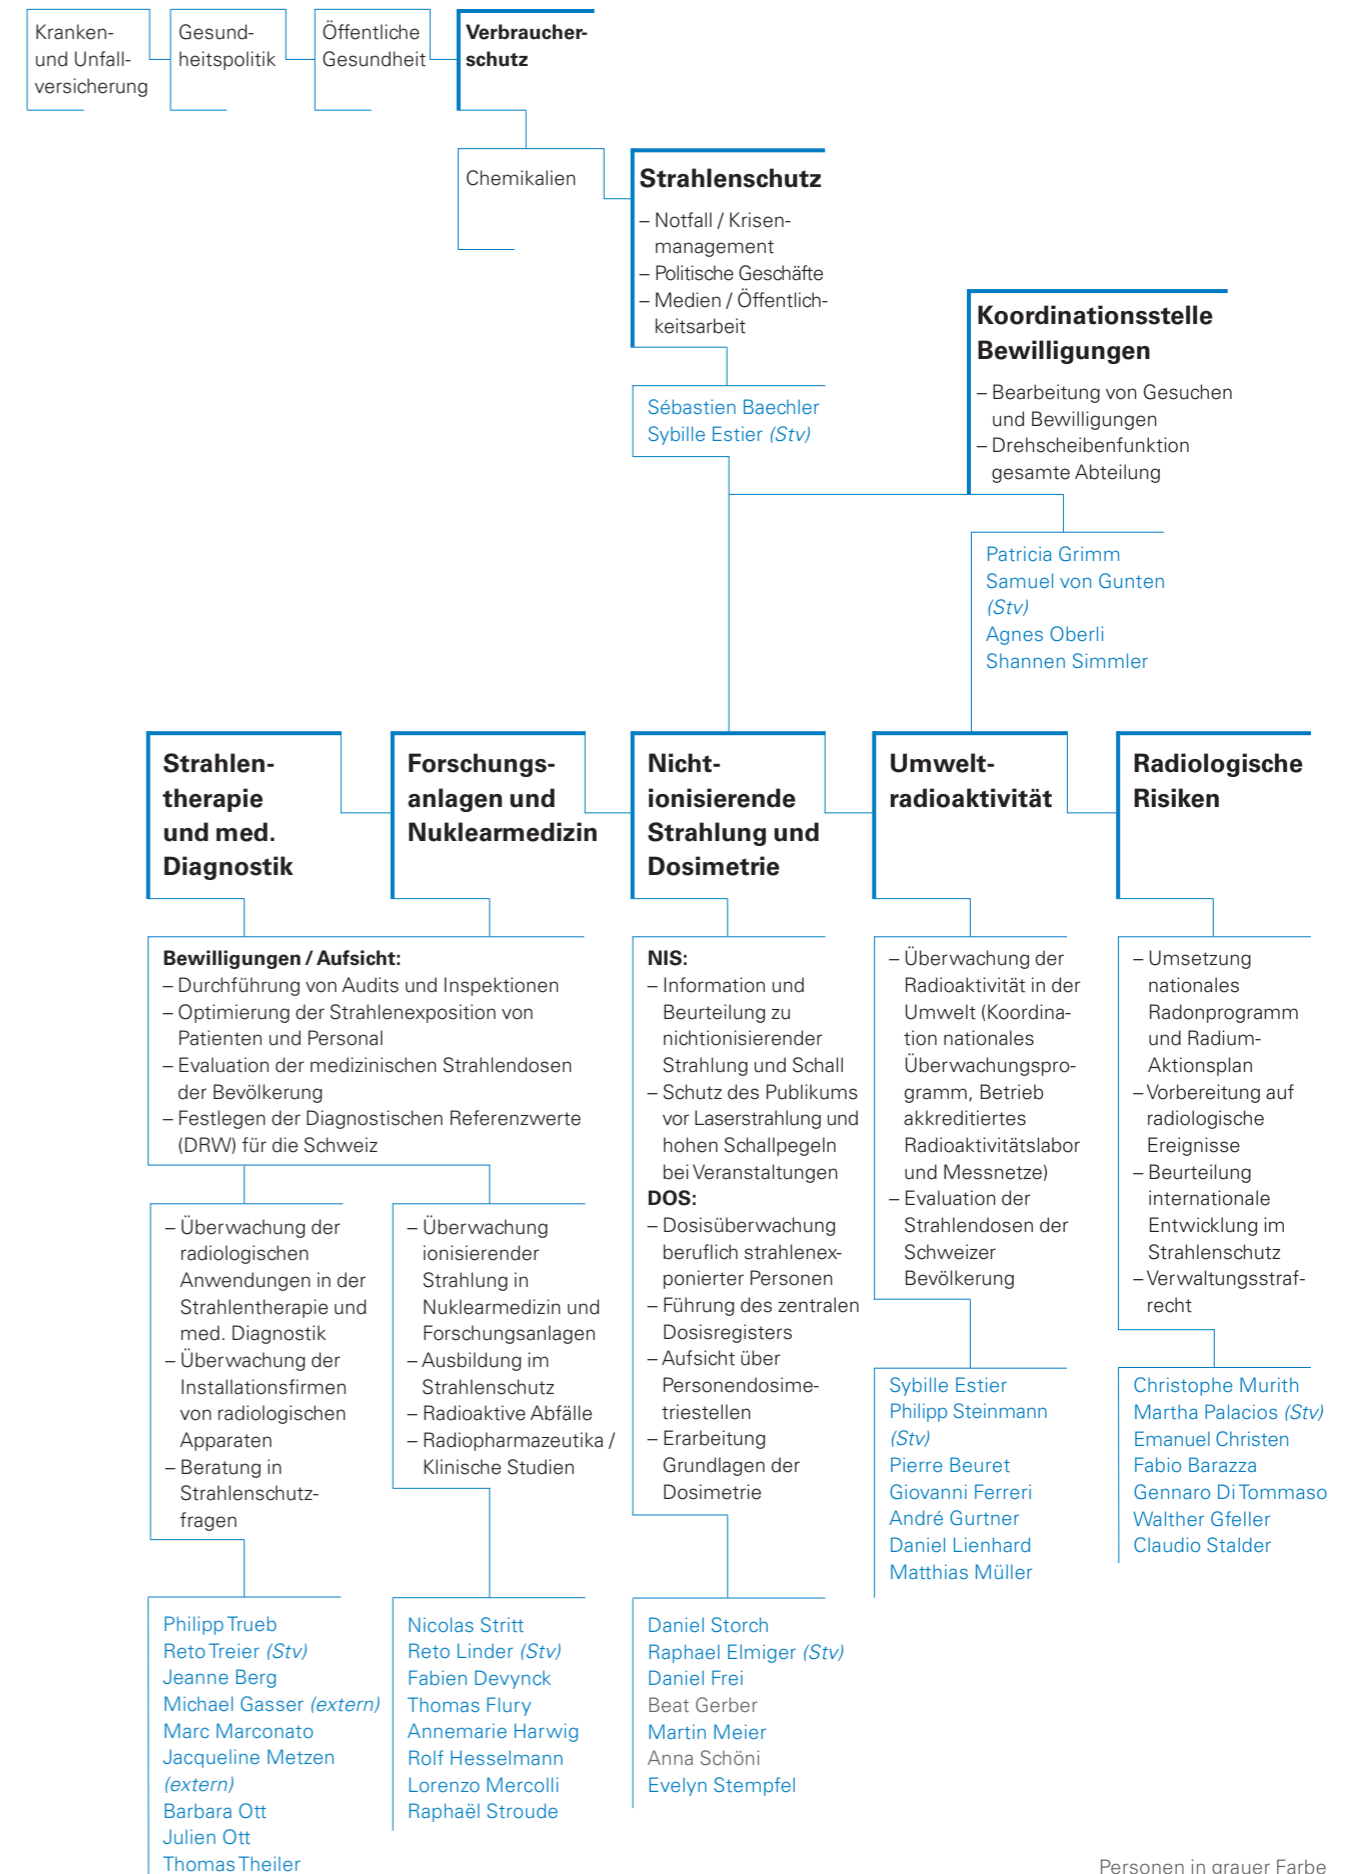 Kranken-
und Unfall-
versicherung
Gesund-
heitspolitik
Öffentliche
Gesundheit
Verbraucher-
schutz
Chemikalien
Strahlenschutz
– Notfall / Krisen-
management
– Politische Geschäfte
– Medien / Öffentlich-
keitsarbeit
Sébastien Baechler
Sybille Estier (Stv)
Koordinationsstelle
Bewilligungen
– Bearbeitung von Gesuchen
und Bewilligungen
– Drehscheibenfunktion
gesamte Abteilung
Patricia Grimm
Samuel von Gunten
(Stv)
Agnes Oberli
Shannen Simmler
Strahlen-
therapie
und med.
Diagnostik
Forschungs-
anlagen und
Nuklearmedizin
Nicht-
ionisierende
Strahlung und
Dosimetrie
Umwelt-
radioaktivität
Radiologische
Risiken
Bewilligungen / Aufsicht:
– Durchführung von Audits und Inspektionen
– Optimierung der Strahlenexposition von
Patienten und Personal
– Evaluation der medizinischen Strahlendosen
der Bevölkerung
– Festlegen der Diagnostischen Referenzwerte
(DRW) für die Schweiz
– Überwachung der
radiologischen
Anwendungen in der
Strahlentherapie und
med. Diagnostik
– Überwachung der
Installationsfirmen
von radiologischen
Apparaten
– Beratung in
Strahlenschutz-
fragen
Philipp Trueb
Reto Treier (Stv)
Jeanne Berg
Michael Gasser (extern)
Marc Marconato
Jacqueline Metzen
(extern)
Barbara Ott
Julien Ott
Thomas Theiler
– Überwachung
ionisierender
Strahlung in
Nuklearmedizin und
Forschungsanlagen
– Ausbildung im
Strahlenschutz
– Radioaktive Abfälle
– Radiopharmazeutika /
Klinische Studien
Nicolas Stritt
Reto Linder (Stv)
Fabien Devynck
Thomas Flury
Annemarie Harwig
Rolf Hesselmann
Lorenzo Mercolli
Raphaël Stroude
NIS:
– Information und
Beurteilung zu
nichtionisierender
Strahlung und Schall
– Schutz des Publikums
vor Laserstrahlung und
hohen Schallpegeln
bei Veranstaltungen
DOS:
– Dosisüberwachung
beruflich strahlenex-
ponierter Personen
– Führung des zentralen
Dosisregisters
– Aufsicht über
Personendosime-
triestellen
– Erarbeitung
Grundlagen der
Dosimetrie
Daniel Storch
Raphael Elmiger (Stv)
Daniel Frei
Beat Gerber
Martin Meier
Anna Schöni
Evelyn Stempfel
– Überwachung der
Radioaktivität in der
Umwelt (Koordina-
tion nationales
Überwachungspro-
gramm, Betrieb
akkreditiertes
Radioaktivitätslabor
und Messnetze)
– Evaluation der
Strahlendosen der
Schweizer
Bevölkerung
Sybille Estier
Philipp Steinmann
(Stv)
Pierre Beuret
Giovanni Ferreri
André Gurtner
Daniel Lienhard
Matthias Müller
– Umsetzung
nationales
Radonprogramm
und Radium-
Aktionsplan
– Vorbereitung auf
radiologische
Ereignisse
– Beurteilung
internationale
Entwicklung im
Strahlenschutz
– Verwaltungsstraf-
recht
Christophe Murith
Martha Palacios (Stv)
Emanuel Christen
Fabio Barazza
Gennaro Di Tommaso
Walther Gfeller
Claudio Stalder
Personen in grauer Farbe